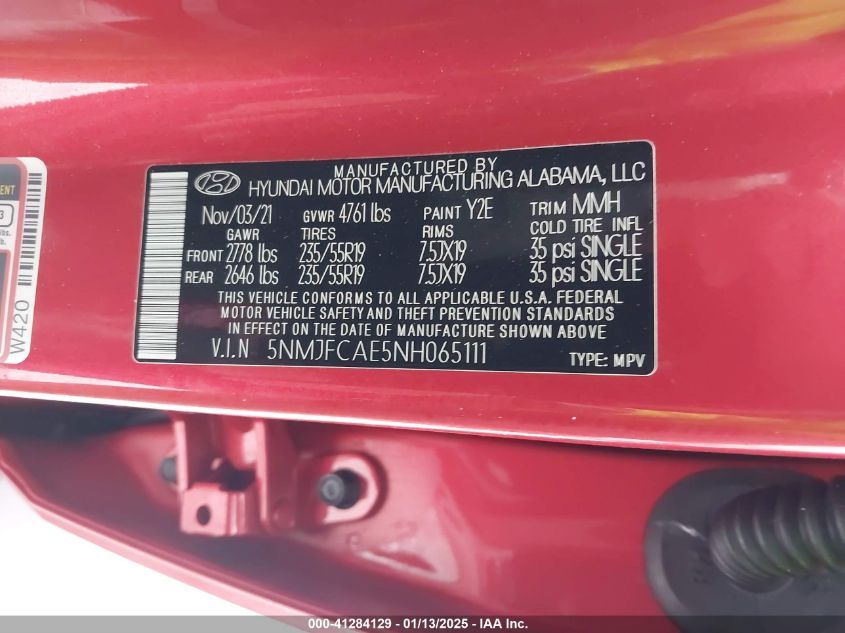 MANUFACTURED BY
HYUNDAI MOTOR MANUFACTURING ALABAMA, LLC
Nov/03/21 GVWR 4761 lbs PAINT Y2E TRIM MMH
GAWR TIRES RIMS COLD TIRE INFL
FRONT 2778 lbs 235/55R19 7.5JX19 35 psi SINGLE
REAR 2646 lbs 235/55R19 7.5JX19 35 psi SINGLE
THIS VEHICLE CONFORMS TO ALL APPLICABLE U.S.A. FEDERAL
MOTOR VEHICLE SAFETY AND THEFT PREVENTION STANDARDS
IN EFFECT ON THE DATE OF MANUFACTURE SHOWN ABOVE
V.I.N 5NMJFCAE5NH065111 TYPE: MPV
3
lbs.
lb.
W420
000-41284129 - 01/13/2025 - IAA Inc.